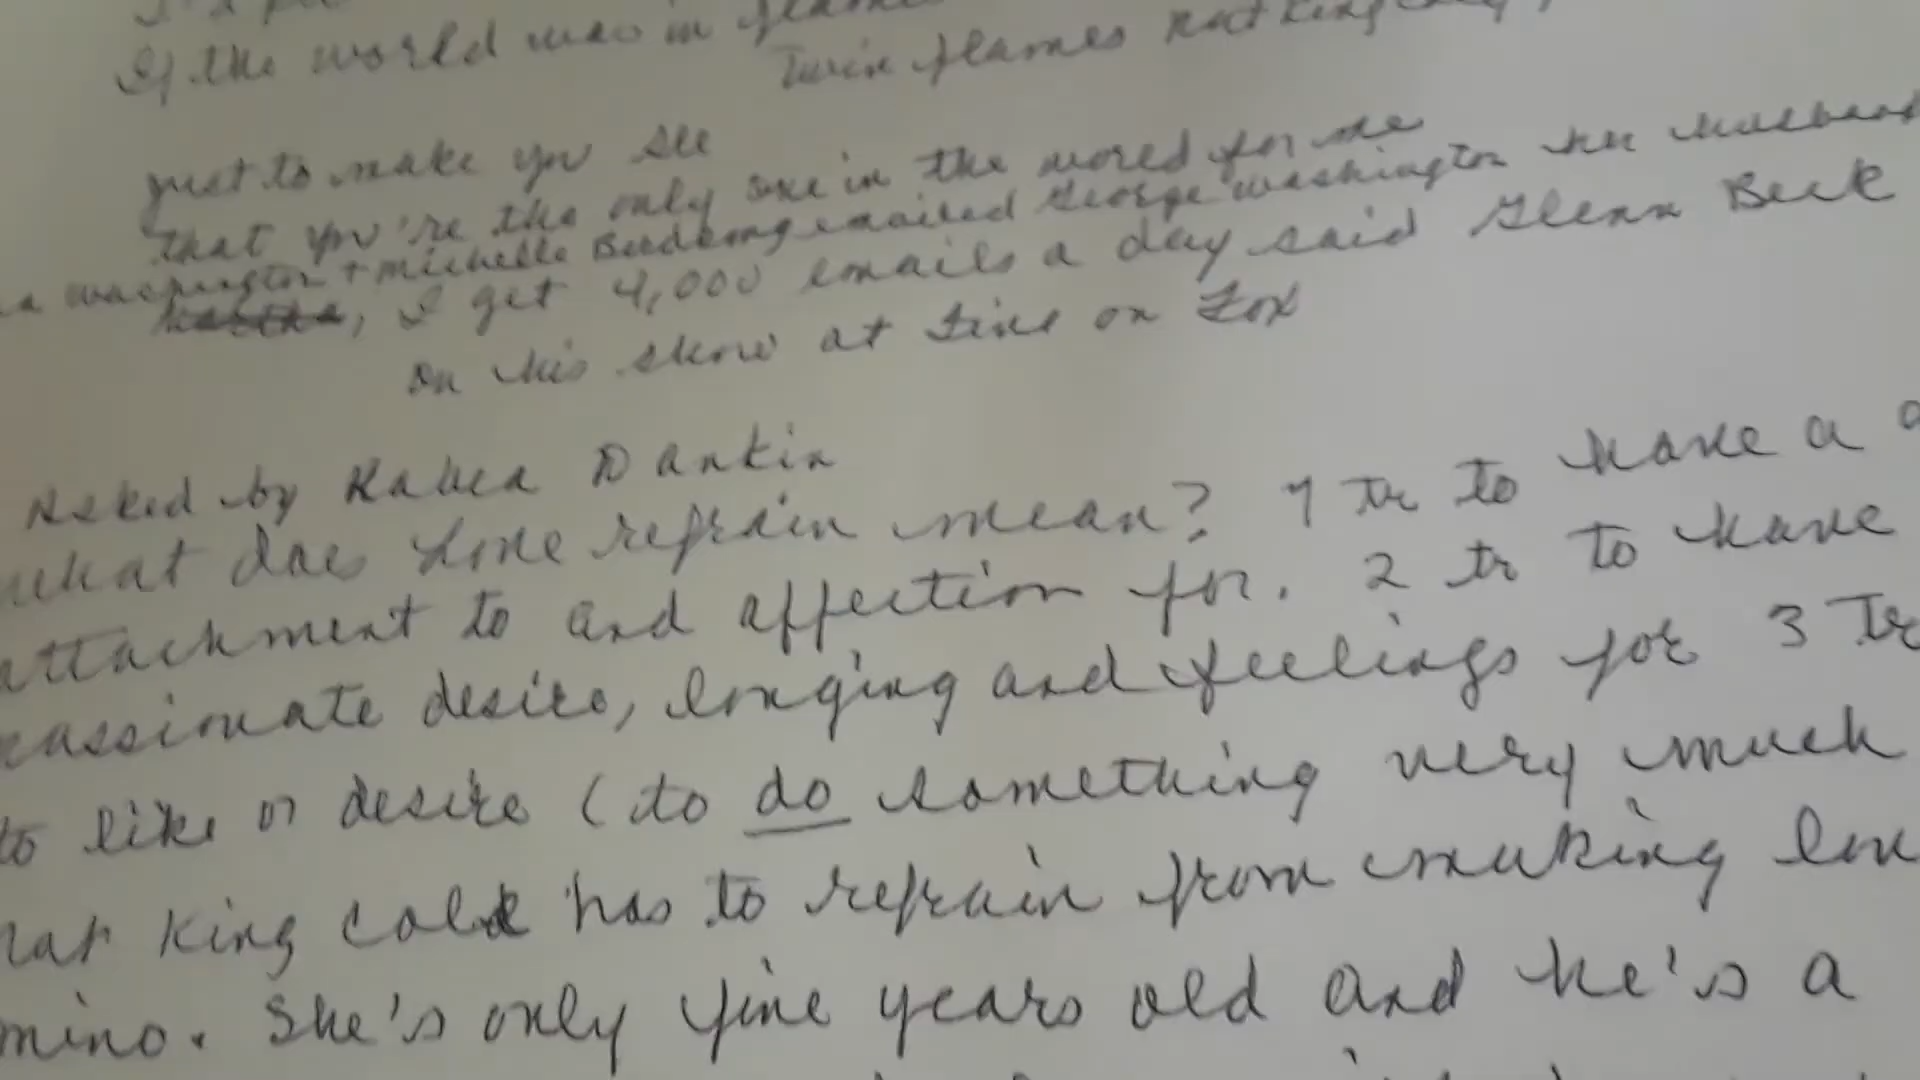 If the world was in flames
Twin flames nat king
just to make you see
that you're the only one in the world for me
a washington + michelle emailed George washington her husband
I get 4,000 emails a day said Glenn Beck
on his show at five on Fox
Asked by Dankin
what does love refrain mean? 1 Tr to have a
attachment to and affection for. 2 tr to have
passionate desire, longing and feelings for 3 Tr
to like or desire (to do something very much
nat king cole has to refrain from making
mino. She's only five years old and he's a